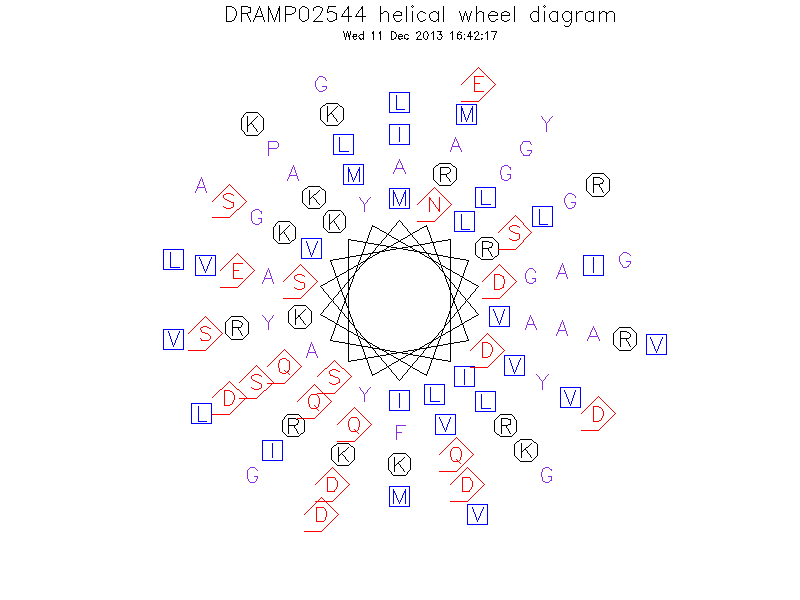 DRAMP02544 helical wheel diagram
Wed 11 Dec 2013 16:42:17
G E
L
K M
K Y
I
L A
P G
A
A M R G
A R
K M L
S Y N G
G K L L
K S
V R
L V I G
E A
A G
S D
K V
Y A
R A
S A
V R V
A D
Q V
S I
S Y
D Y I L V
Q L
L D
R Q V R
F
I K Q K
K
G G
D D
M
D V